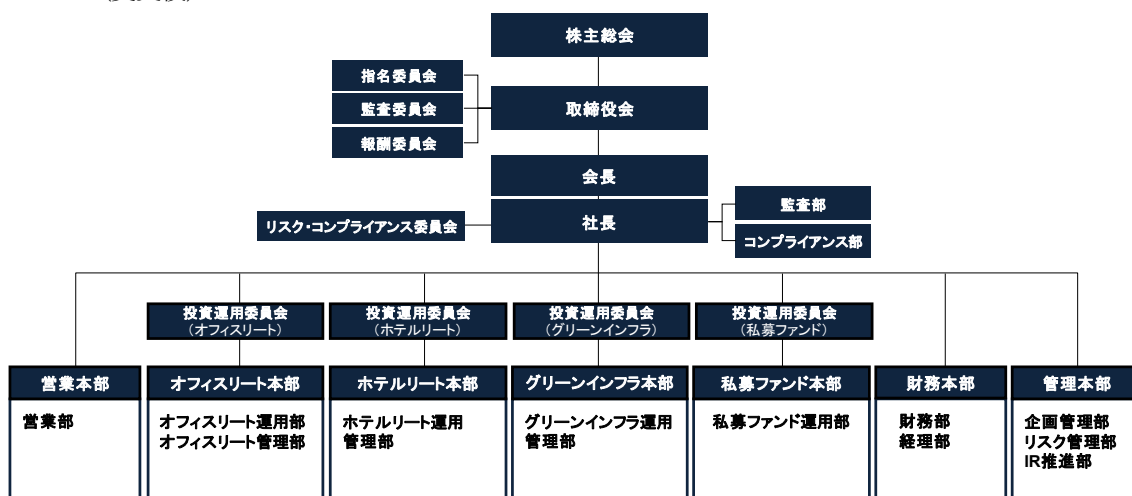 株主総会
指名委員会
監査委員会
報酬委員会
取締役会
会長
社長
リスク・コンプライアンス委員会
監査部
コンプライアンス部
投資運用委員会
(オフィスリート)
投資運用委員会
(ホテルリート)
投資運用委員会
(グリーンインフラ)
投資運用委員会
(私募ファンド)
営業本部
営業部
オフィスリート本部
オフィスリート運用部
オフィスリート管理部
ホテルリート本部
ホテルリート運用
管理部
グリーンインフラ本部
グリーンインフラ運用
管理部
私募ファンド本部
私募ファンド運用部
財務本部
財務部
経理部
管理本部
企画管理部
リスク管理部
IR推進部